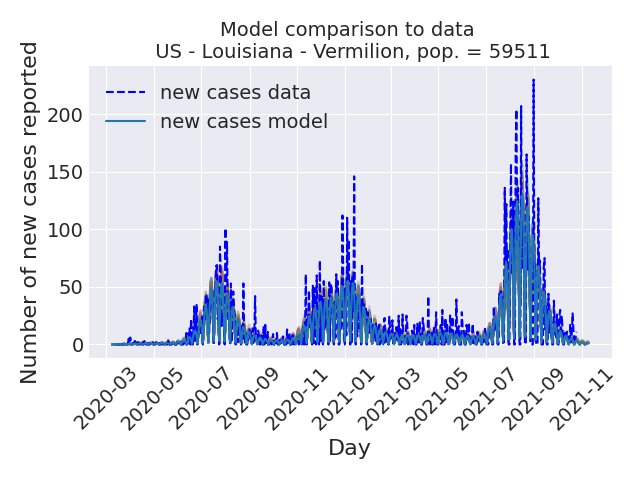 Model comparison to data
US - Louisiana - Vermilion, pop. = 59511
Number of new cases reported
new cases data
new cases model
200
150
100
50
0
2020-03
2020-05
2020-07
2020-09
2020-11
2021-01
2021-03
2021-05
2021-07
2021-09
2021-11
Day